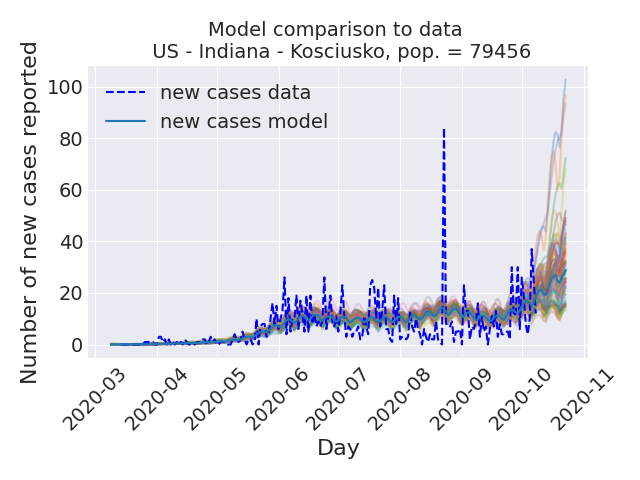 Model comparison to data
US - Indiana - Kosciusko, pop. = 79456
Number of new cases reported
100
80
60
40
20
0
new cases data
new cases model
2020-03
2020-04
2020-05
2020-06
2020-07
2020-08
2020-09
2020-10
2020-11
Day